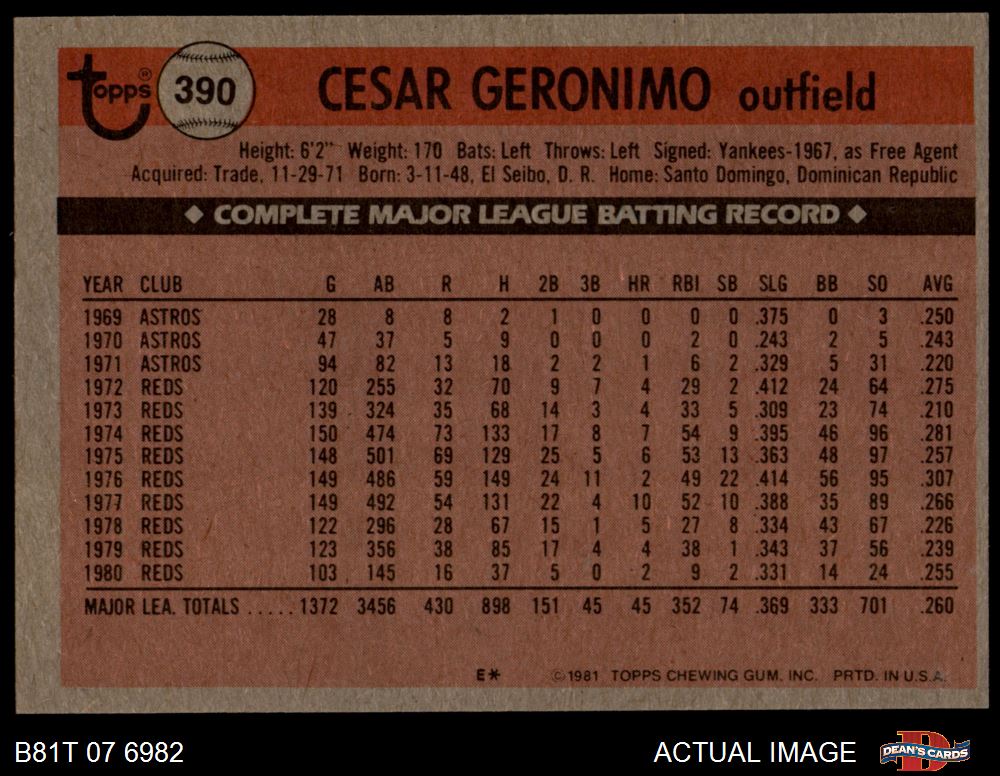 Topps® 390 CESAR GERONIMO outfield
Height: 6'2" Weight: 170 Bats: Left Throws: Left Signed: Yankees-1967, as Free Agent
Acquired: Trade, 11-29-71 Born: 3-11-48, El Seibo, D. R. Home: Santo Domingo, Dominican Republic
◆ COMPLETE MAJOR LEAGUE BATTING RECORD ◆
YEAR CLUB G AB R H 2B 3B HR RBI SB SLG BB SO AVG
1969 ASTROS 28 8 8 2 1 0 0 0 0 .375 0 3 .250
1970 ASTROS 47 37 5 9 0 0 0 2 0 .243 2 5 .243
1971 ASTROS 94 82 13 18 2 2 1 6 2 .329 5 31 .220
1972 REDS 120 255 32 70 9 7 4 29 2 .412 24 64 .275
1973 REDS 139 324 35 68 14 3 4 33 5 .309 23 74 .210
1974 REDS 150 474 73 133 17 8 7 54 9 .395 46 96 .281
1975 REDS 148 501 69 129 25 5 6 53 13 .363 48 97 .257
1976 REDS 149 486 59 149 24 11 2 49 22 .414 56 95 .307
1977 REDS 149 492 54 131 22 4 10 52 10 .388 35 89 .266
1978 REDS 122 296 28 67 15 1 5 27 8 .334 43 67 .226
1979 REDS 123 356 38 85 17 4 4 38 1 .343 37 56 .239
1980 REDS 103 145 16 37 5 0 2 9 2 .331 14 24 .255
MAJOR LEA. TOTALS ..... 1372 3456 430 898 151 45 45 352 74 .369 333 701 .260
E* ©1981 TOPPS CHEWING GUM. INC. PRTD. IN U.S.A.
B81T 07 6982 ACTUAL IMAGE D DEAN'S CARDS